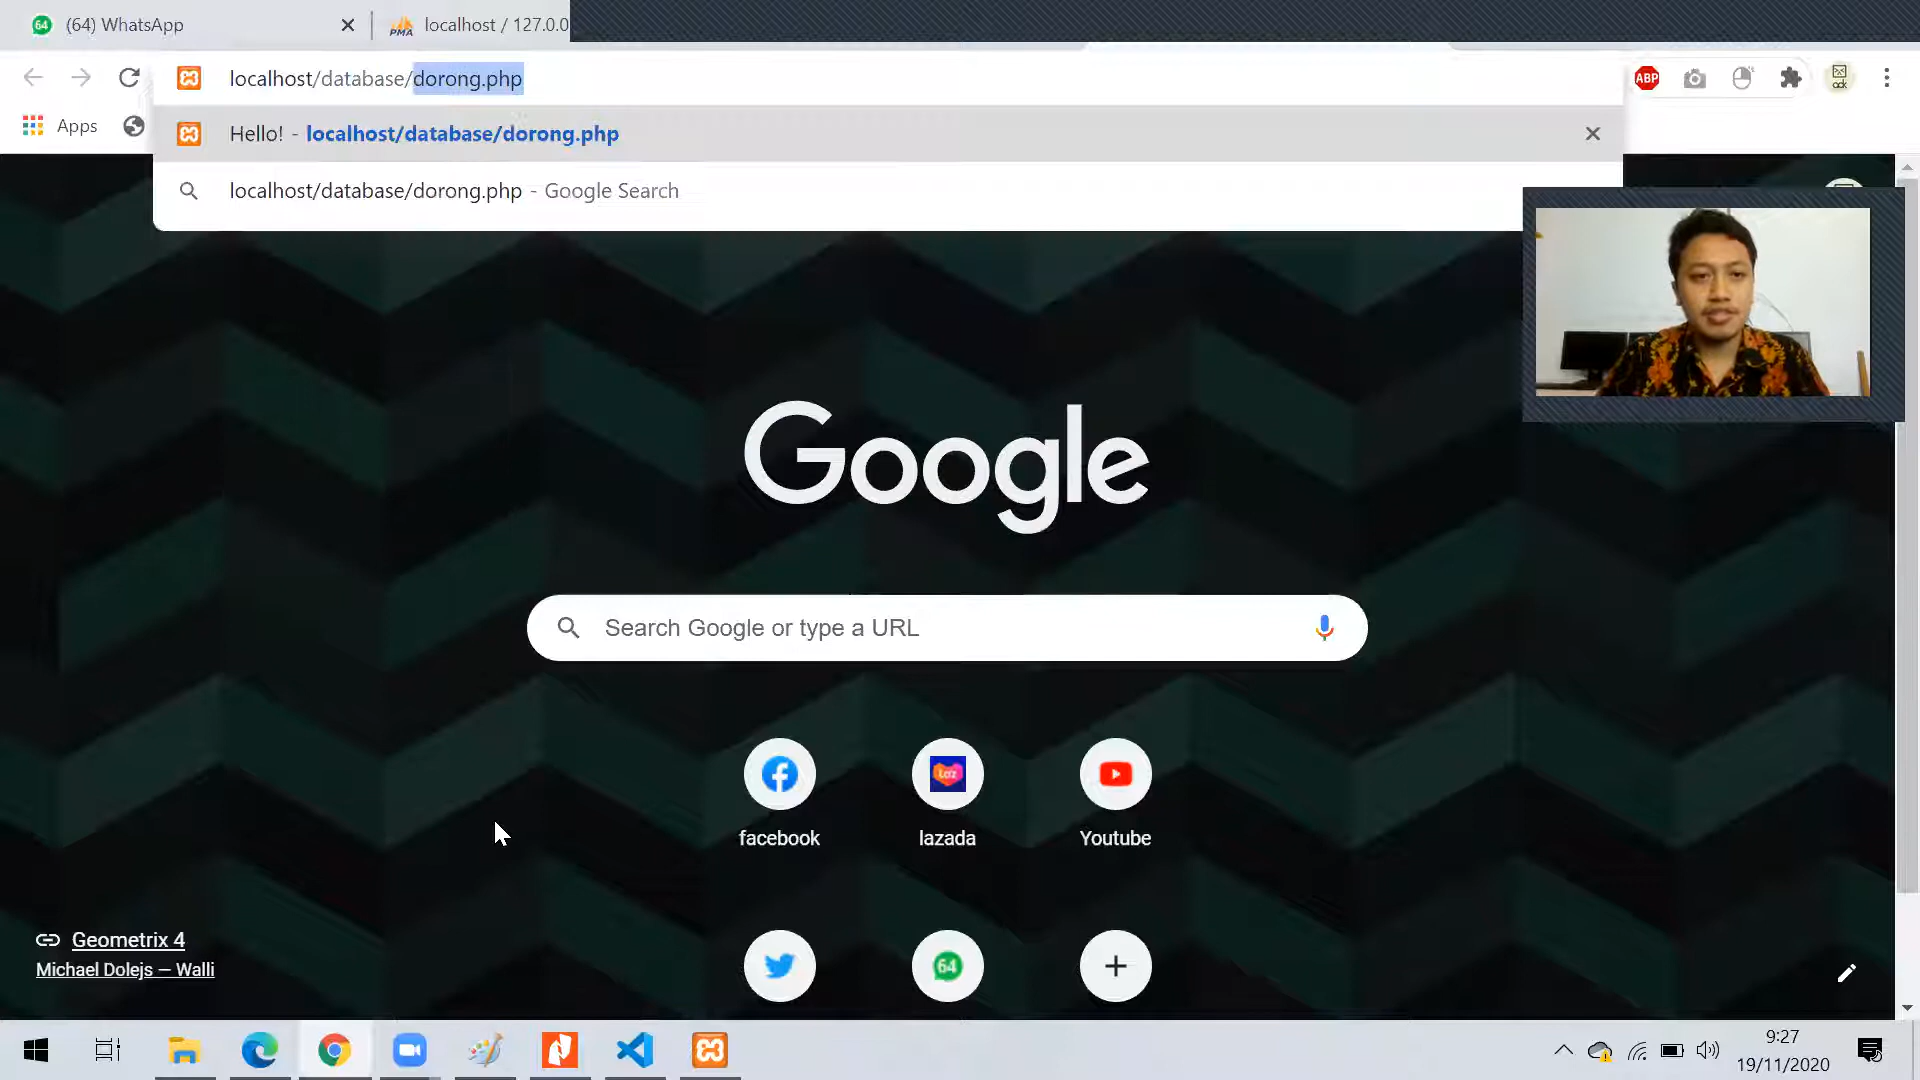 (64) WhatsApp
localhost / 127.0.0
localhost/database/dorong.php
ABP
Apps
Hello! - localhost/database/dorong.php
localhost/database/dorong.php - Google Search
Google
Search Google or type a URL
facebook
lazada
Youtube
Geometrix 4
Michael Dolejs — Walli
9:27
19/11/2020